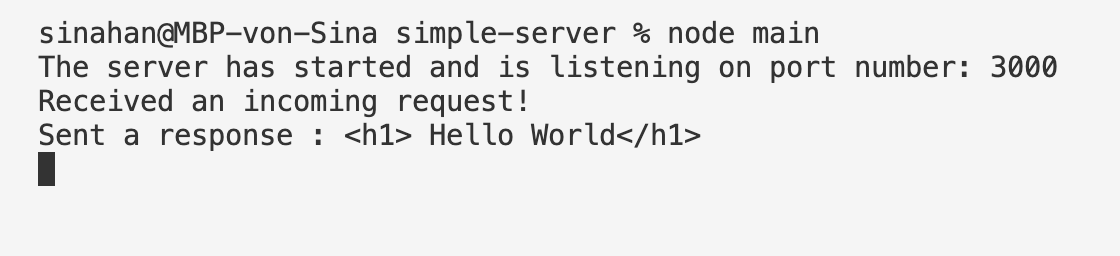 sinahan@MBP-von-Sina simple-server % node main
The server has started and is listening on port number: 3000
Received an incoming request!
Sent a response : <h1> Hello World</h1>